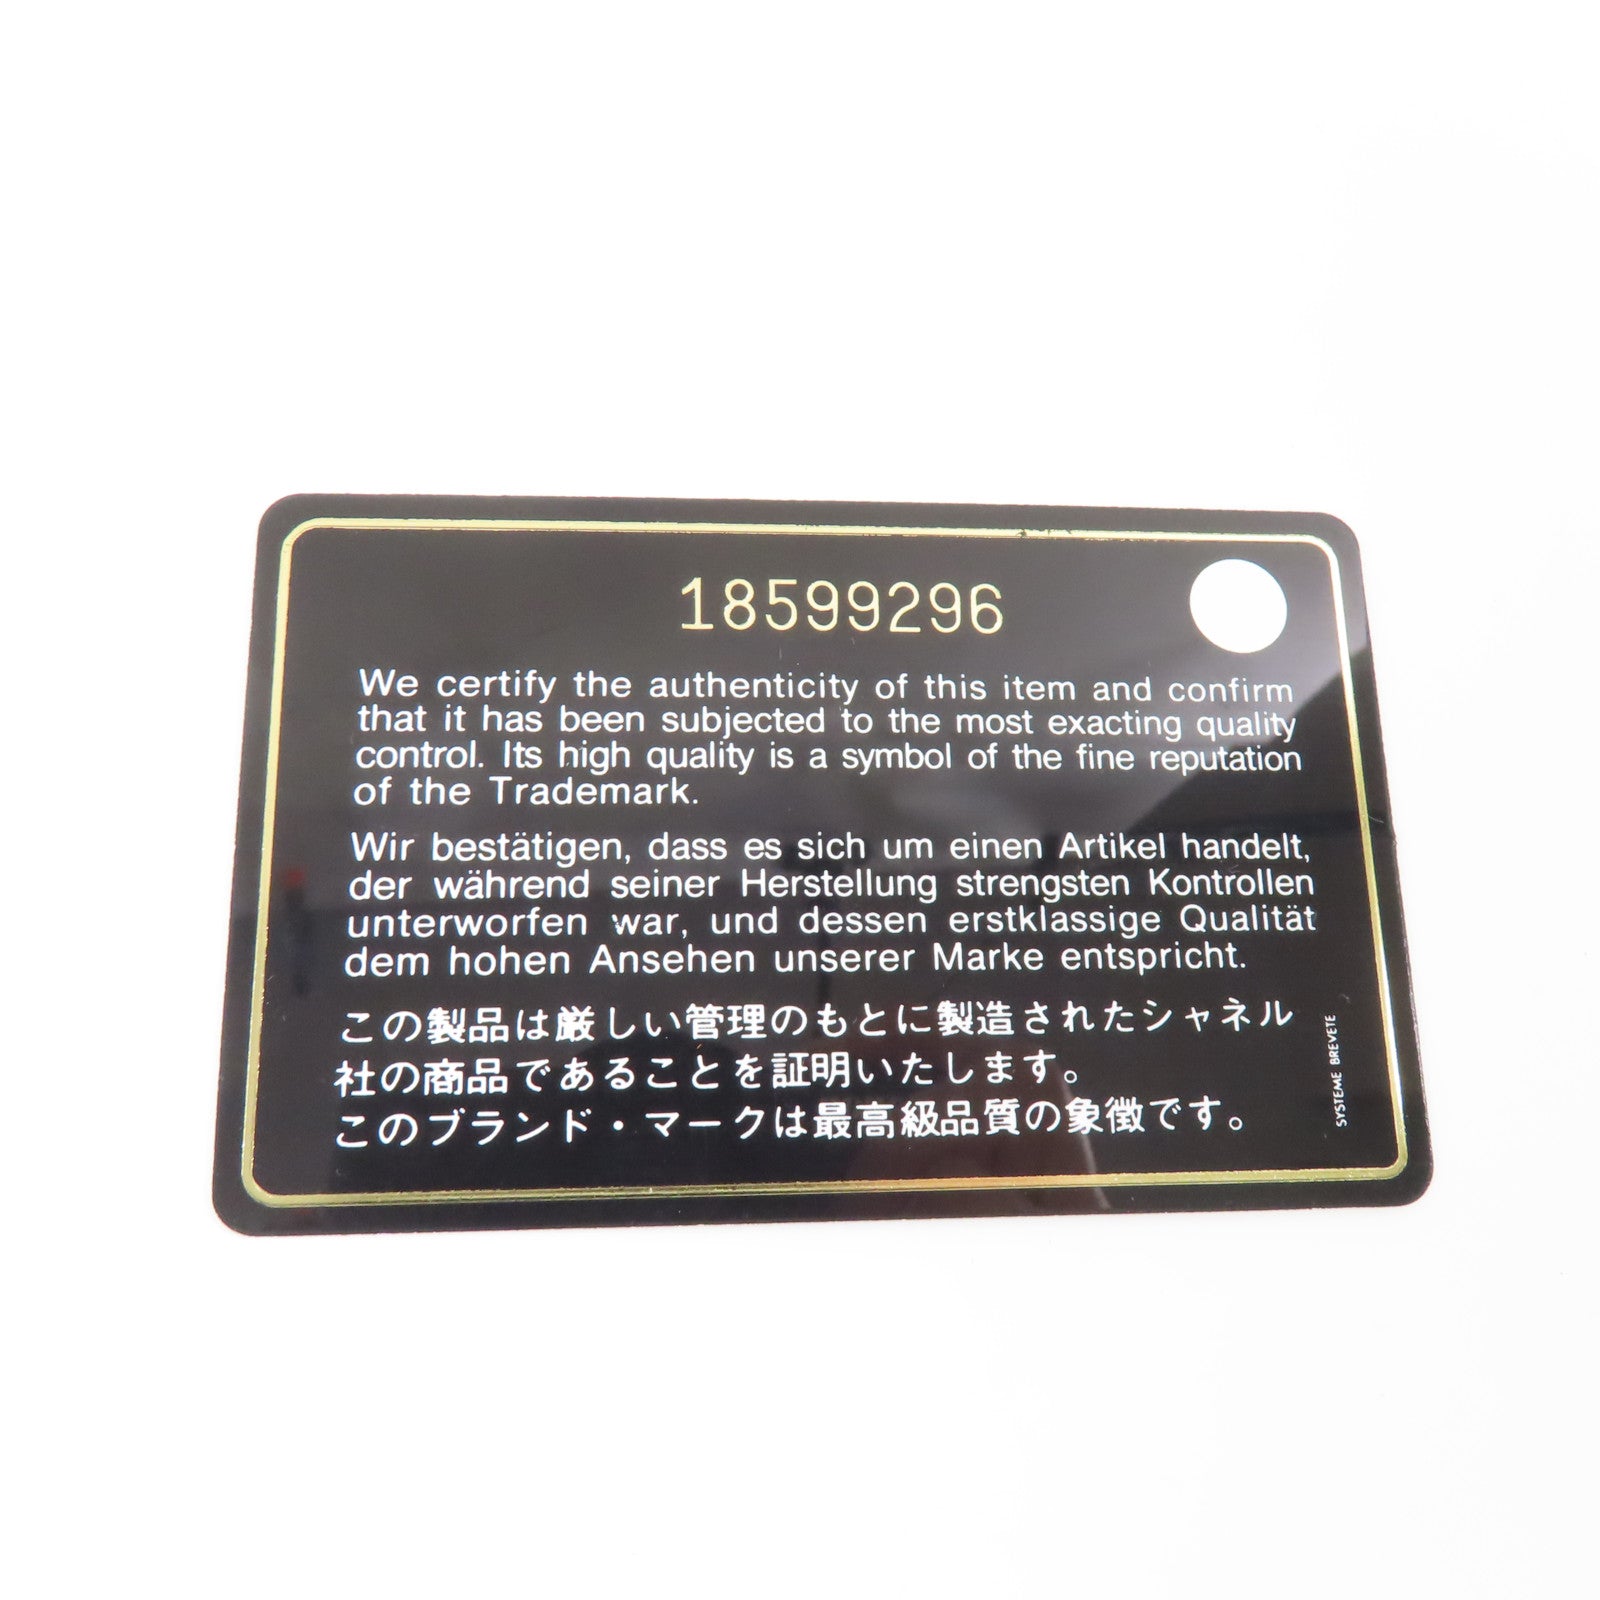 18599296
We certify the authenticity of this item and confirm
that it has been subjected to the most exacting quality
control. Its high quality is a symbol of the fine reputation
of the Trademark.
Wir bestätigen, dass es sich um einen Artikel handelt,
der während seiner Herstellung strengsten Kontrollen
unterworfen war, und dessen erstklassige Qualität
dem hohen Ansehen unserer Marke entspricht.
この製品は厳しい管理のもとに製造されたシャネル
社の商品であることを証明いたします。
このブランド・マークは最高級品質の象徴です。
SYSTEME BREVETE